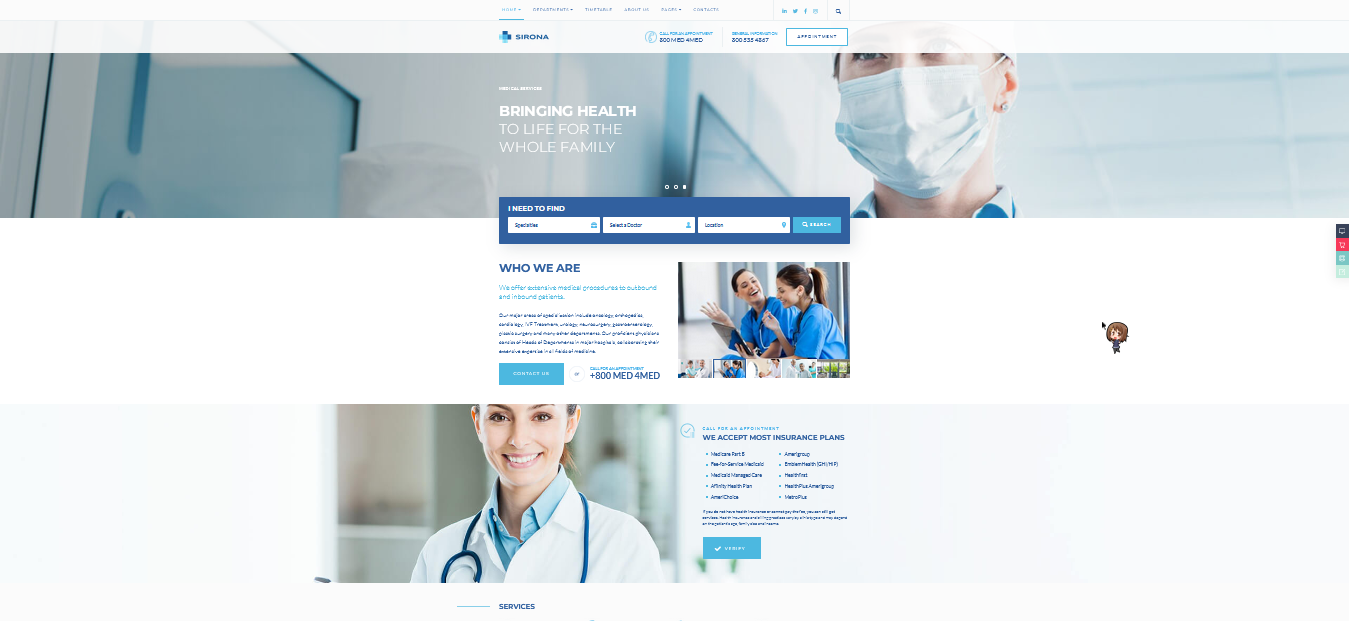 HOME
DEPARTMENTS
TIMETABLE
ABOUT US
PAGES
CONTACTS
SIRONA
CALL FOR AN APPOINTMENT
800 MED 4MED
GENERAL INFORMATION
800 535 4867
APPOINTMENT
MEDICAL SERVICES
BRINGING HEALTH
TO LIFE FOR THE
WHOLE FAMILY
I NEED TO FIND
Specialties
Select a Doctor
Location
SEARCH
WHO WE ARE
We offer extensive medical procedures to outbound
and inbound patients.
Our major areas of specialization include oncology, orthopedics,
cardiology, IVF Treatment, urology, neurosurgery, gastroenterology,
plastic surgery and many other departments. Our proficient physicians
consist of Heads of Departments in major hospitals, collaborating their
extensive expertise in all fields of medicine.
CONTACT US
or
CALL FOR AN APPOINTMENT
+800 MED 4MED
CALL FOR AN APPOINTMENT
WE ACCEPT MOST INSURANCE PLANS
Medicare Part B
Fee-for-Service Medicaid
Medicaid Managed Care
Affinity Health Plan
AmeriChoice
Amerigroup
EmblemHealth (GHI/HIP)
Healthfirst
HealthPlus Amerigroup
MetroPlus
If you do not have health insurance or cannot pay the fee, you can still get
services. Health insurance and billing practices vary by clinic type and may depend
on the patient's age, family size and income.
VERIFY
SERVICES